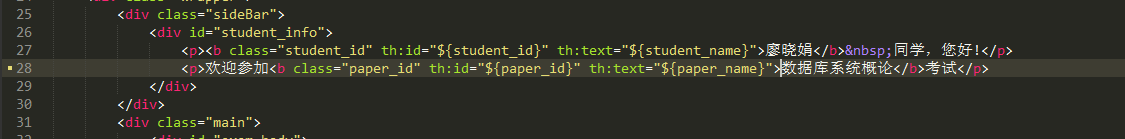 25 <div class="sideBar">
26 <div id="student_info">
27 <p><b class="student_id" th:id="${student_id}" th:text="${student_name}">廖晓娟</b>&nbsp;同学，您好!</p>
28 <p>欢迎参加<b class="paper_id" th:id="${paper_id}" th:text="${paper_name}">数据库系统概论</b>考试</p>
29 </div>
30 </div>
31 <div class="main">